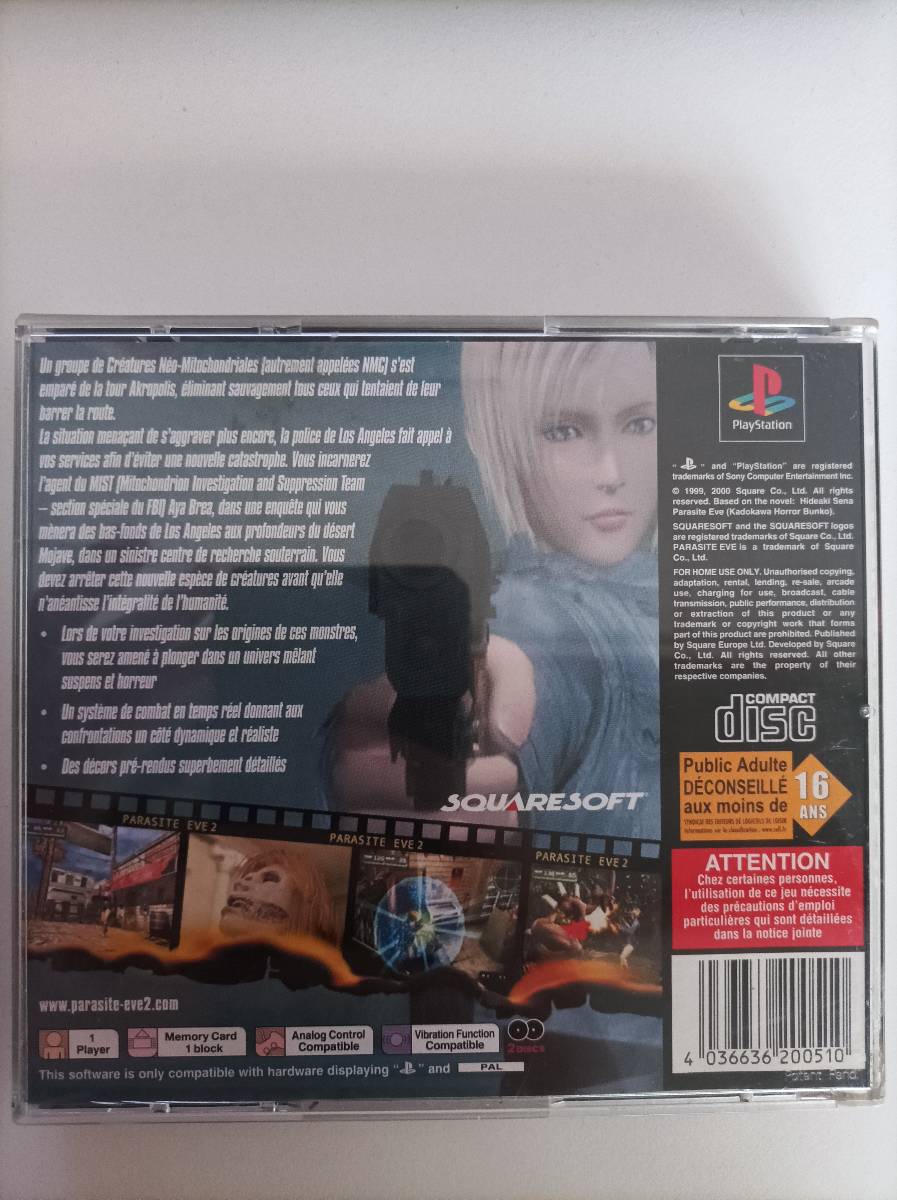 Un groupe de Créatures Néo-Mitochondriales (autrement appelées NMC) s'est
emparé de la tour Akropolis, éliminant sauvagement tous ceux qui tentaient de leur
barrer la route.
La situation menaçant de s'aggraver plus encore, la police de Los Angeles fait appel à
vos services afin d'éviter une nouvelle catastrophe. Vous incarnerez
l'agent du MIST (Mitochondrion Investigation and Suppression Team
– section spéciale du FBI) Aya Brea, dans une enquête qui vous
mènera des bas-fonds de Los Angeles aux profondeurs du désert
Mojave, dans un sinistre centre de recherche souterrain. Vous
devez arrêter cette nouvelle espèce de créatures avant qu'elle
n'anéantisse l'intégralité de l'humanité.
• Lors de votre investigation sur les origines de ces monstres,
vous serez amené à plonger dans un univers mêlant
suspens et horreur
• Un système de combat en temps réel donnant aux
confrontations un côté dynamique et réaliste
• Des décors pré-rendus superbement détaillés
SQUARESOFT
PARASITE EVE 2
PARASITE EVE 2
PARASITE EVE 2
www.parasite-eve2.com
1
Player
Memory Card
1 block
Analog Control
Compatible
Vibration Function
Compatible
2 DISCS
This software is only compatible with hardware displaying " " and PAL
PlayStation
" " and "PlayStation" are registered
trademarks of Sony Computer Entertainment Inc.
© 1999, 2000 Square Co., Ltd. All rights
reserved. Based on the novel: Hideaki Sena
Parasite Eve (Kadokawa Horror Bunko).
SQUARESOFT and the SQUARESOFT logos
are registered trademarks of Square Co., Ltd.
PARASITE EVE is a trademark of Square
Co., Ltd.
FOR HOME USE ONLY. Unauthorised copying,
adaptation, rental, lending, re-sale, arcade
use, charging for use, broadcast, cable
transmission, public performance, distribution
or extraction of this product or any
trademark or copyright work that forms
part of this product are prohibited. Published
by Square Europe Ltd. Developed by Square
Co., Ltd. All rights reserved. All other
trademarks are the property of their
respective companies.
COMPACT
disc
Public Adulte
DÉCONSEILLÉ
aux moins de
16
ANS
SYNDICAT DES EDITEURS DE LOGICIELS DE LOISIR
Informations sur la classification : www.sell.fr
ATTENTION
Chez certaines personnes,
l'utilisation de ce jeu nécessite
des précautions d'emploi
particulières qui sont détaillées
dans la notice jointe
4 036636 200510
Patent Pend.